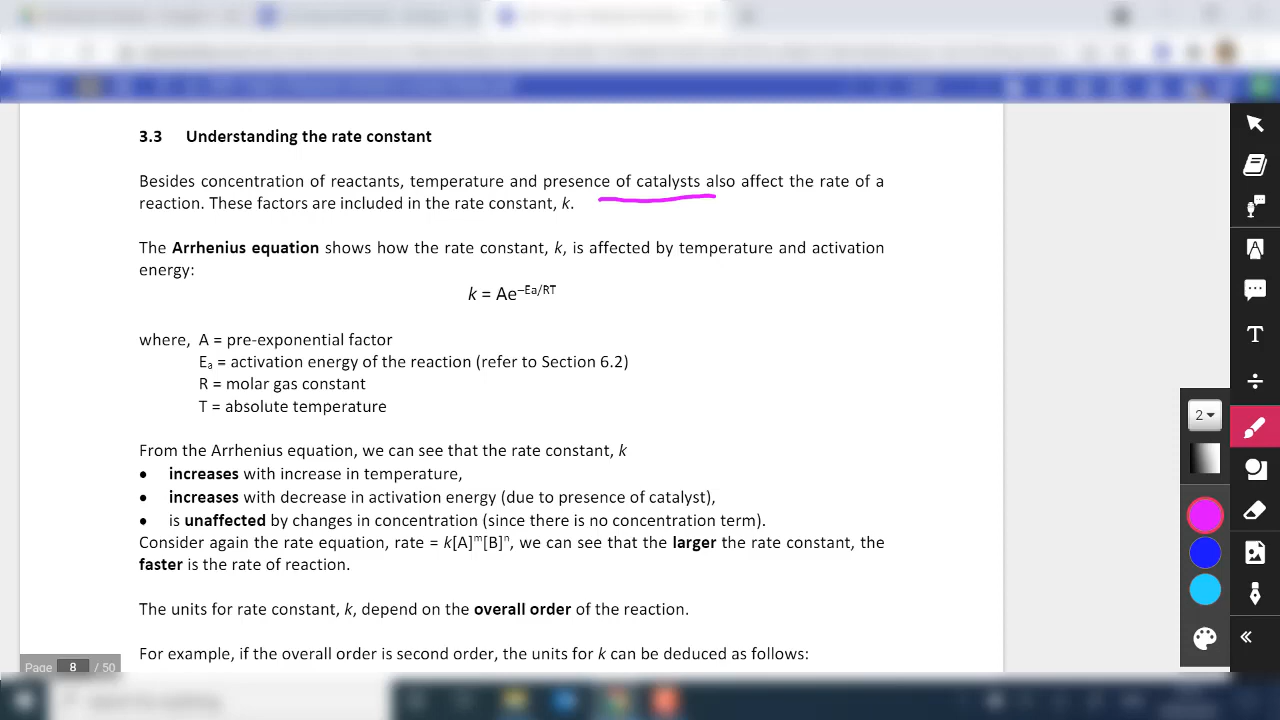 3.3 Understanding the rate constant
Besides concentration of reactants, temperature and presence of catalysts also affect the rate of a
reaction. These factors are included in the rate constant, k.
The Arrhenius equation shows how the rate constant, k, is affected by temperature and activation
energy:
k = Ae–Ea/RT
where, A = pre-exponential factor
Ea = activation energy of the reaction (refer to Section 6.2)
R = molar gas constant
T = absolute temperature
From the Arrhenius equation, we can see that the rate constant, k
• increases with increase in temperature,
• increases with decrease in activation energy (due to presence of catalyst),
• is unaffected by changes in concentration (since there is no concentration term).
Consider again the rate equation, rate = k[A]m[B]n, we can see that the larger the rate constant, the
faster is the rate of reaction.
The units for rate constant, k, depend on the overall order of the reaction.
For example, if the overall order is second order, the units for k can be deduced as follows:
Page 8 / 50
2